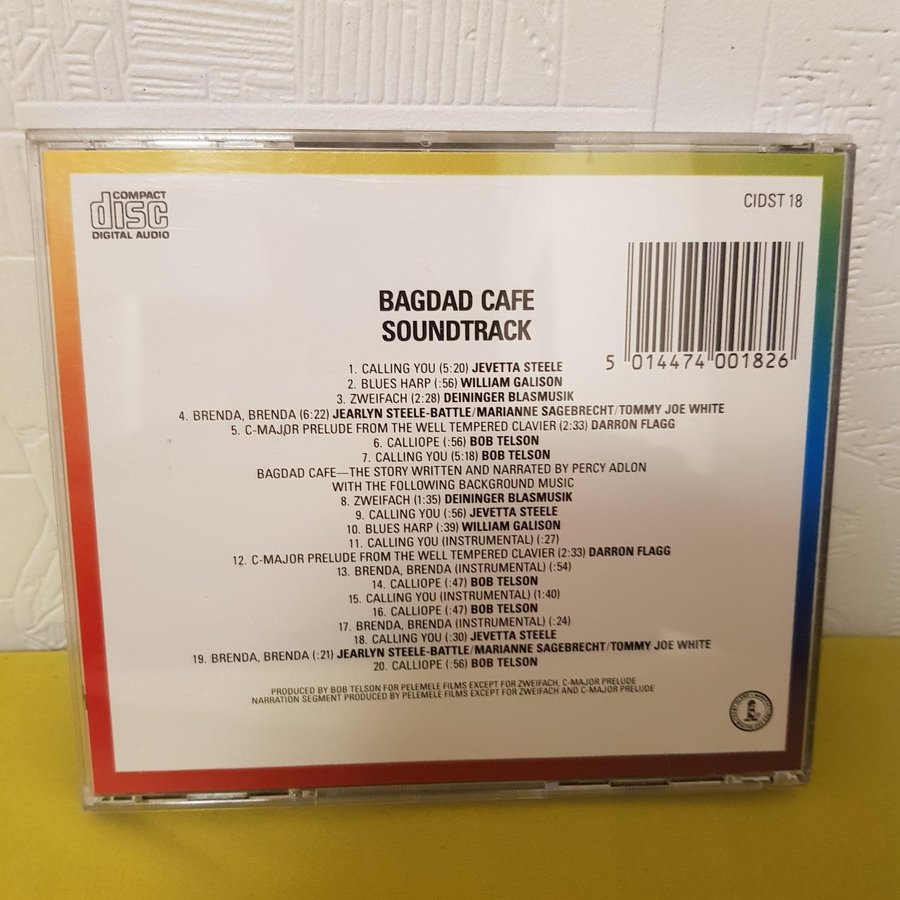 COMPACT
disc
DIGITAL AUDIO
CIDST 18
BAGDAD CAFE
SOUNDTRACK
5 014474 001826
1. CALLING YOU (5:20) JEVETTA STEELE
2. BLUES HARP (:56) WILLIAM GALISON
3. ZWEIFACH (2:28) DEININGER BLASMUSIK
4. BRENDA, BRENDA (6:22) JEARLYN STEELE-BATTLE/MARIANNE SAGEBRECHT/TOMMY JOE WHITE
5. C-MAJOR PRELUDE FROM THE WELL TEMPERED CLAVIER (2:33) DARRON FLAGG
6. CALLIOPE (:56) BOB TELSON
7. CALLING YOU (5:18) BOB TELSON
BAGDAD CAFE—THE STORY WRITTEN AND NARRATED BY PERCY ADLON
WITH THE FOLLOWING BACKGROUND MUSIC
8. ZWEIFACH (1:35) DEININGER BLASMUSIK
9. CALLING YOU (:56) JEVETTA STEELE
10. BLUES HARP (:39) WILLIAM GALISON
11. CALLING YOU (INSTRUMENTAL) (:27)
12. C-MAJOR PRELUDE FROM THE WELL TEMPERED CLAVIER (2:33) DARRON FLAGG
13. BRENDA, BRENDA (INSTRUMENTAL) (:54)
14. CALLIOPE (:47) BOB TELSON
15. CALLING YOU (INSTRUMENTAL) (1:40)
16. CALLIOPE (:47) BOB TELSON
17. BRENDA, BRENDA (INSTRUMENTAL) (:24)
18. CALLING YOU (:30) JEVETTA STEELE
19. BRENDA, BRENDA (:21) JEARLYN STEELE-BATTLE/MARIANNE SAGEBRECHT/TOMMY JOE WHITE
20. CALLIOPE (:56) BOB TELSON
PRODUCED BY BOB TELSON FOR PELEMELE FILMS EXCEPT FOR ZWEIFACH, C-MAJOR PRELUDE
NARRATION SEGMENT PRODUCED BY PELEMELE FILMS EXCEPT FOR ZWEIFACH AND C-MAJOR PRELUDE